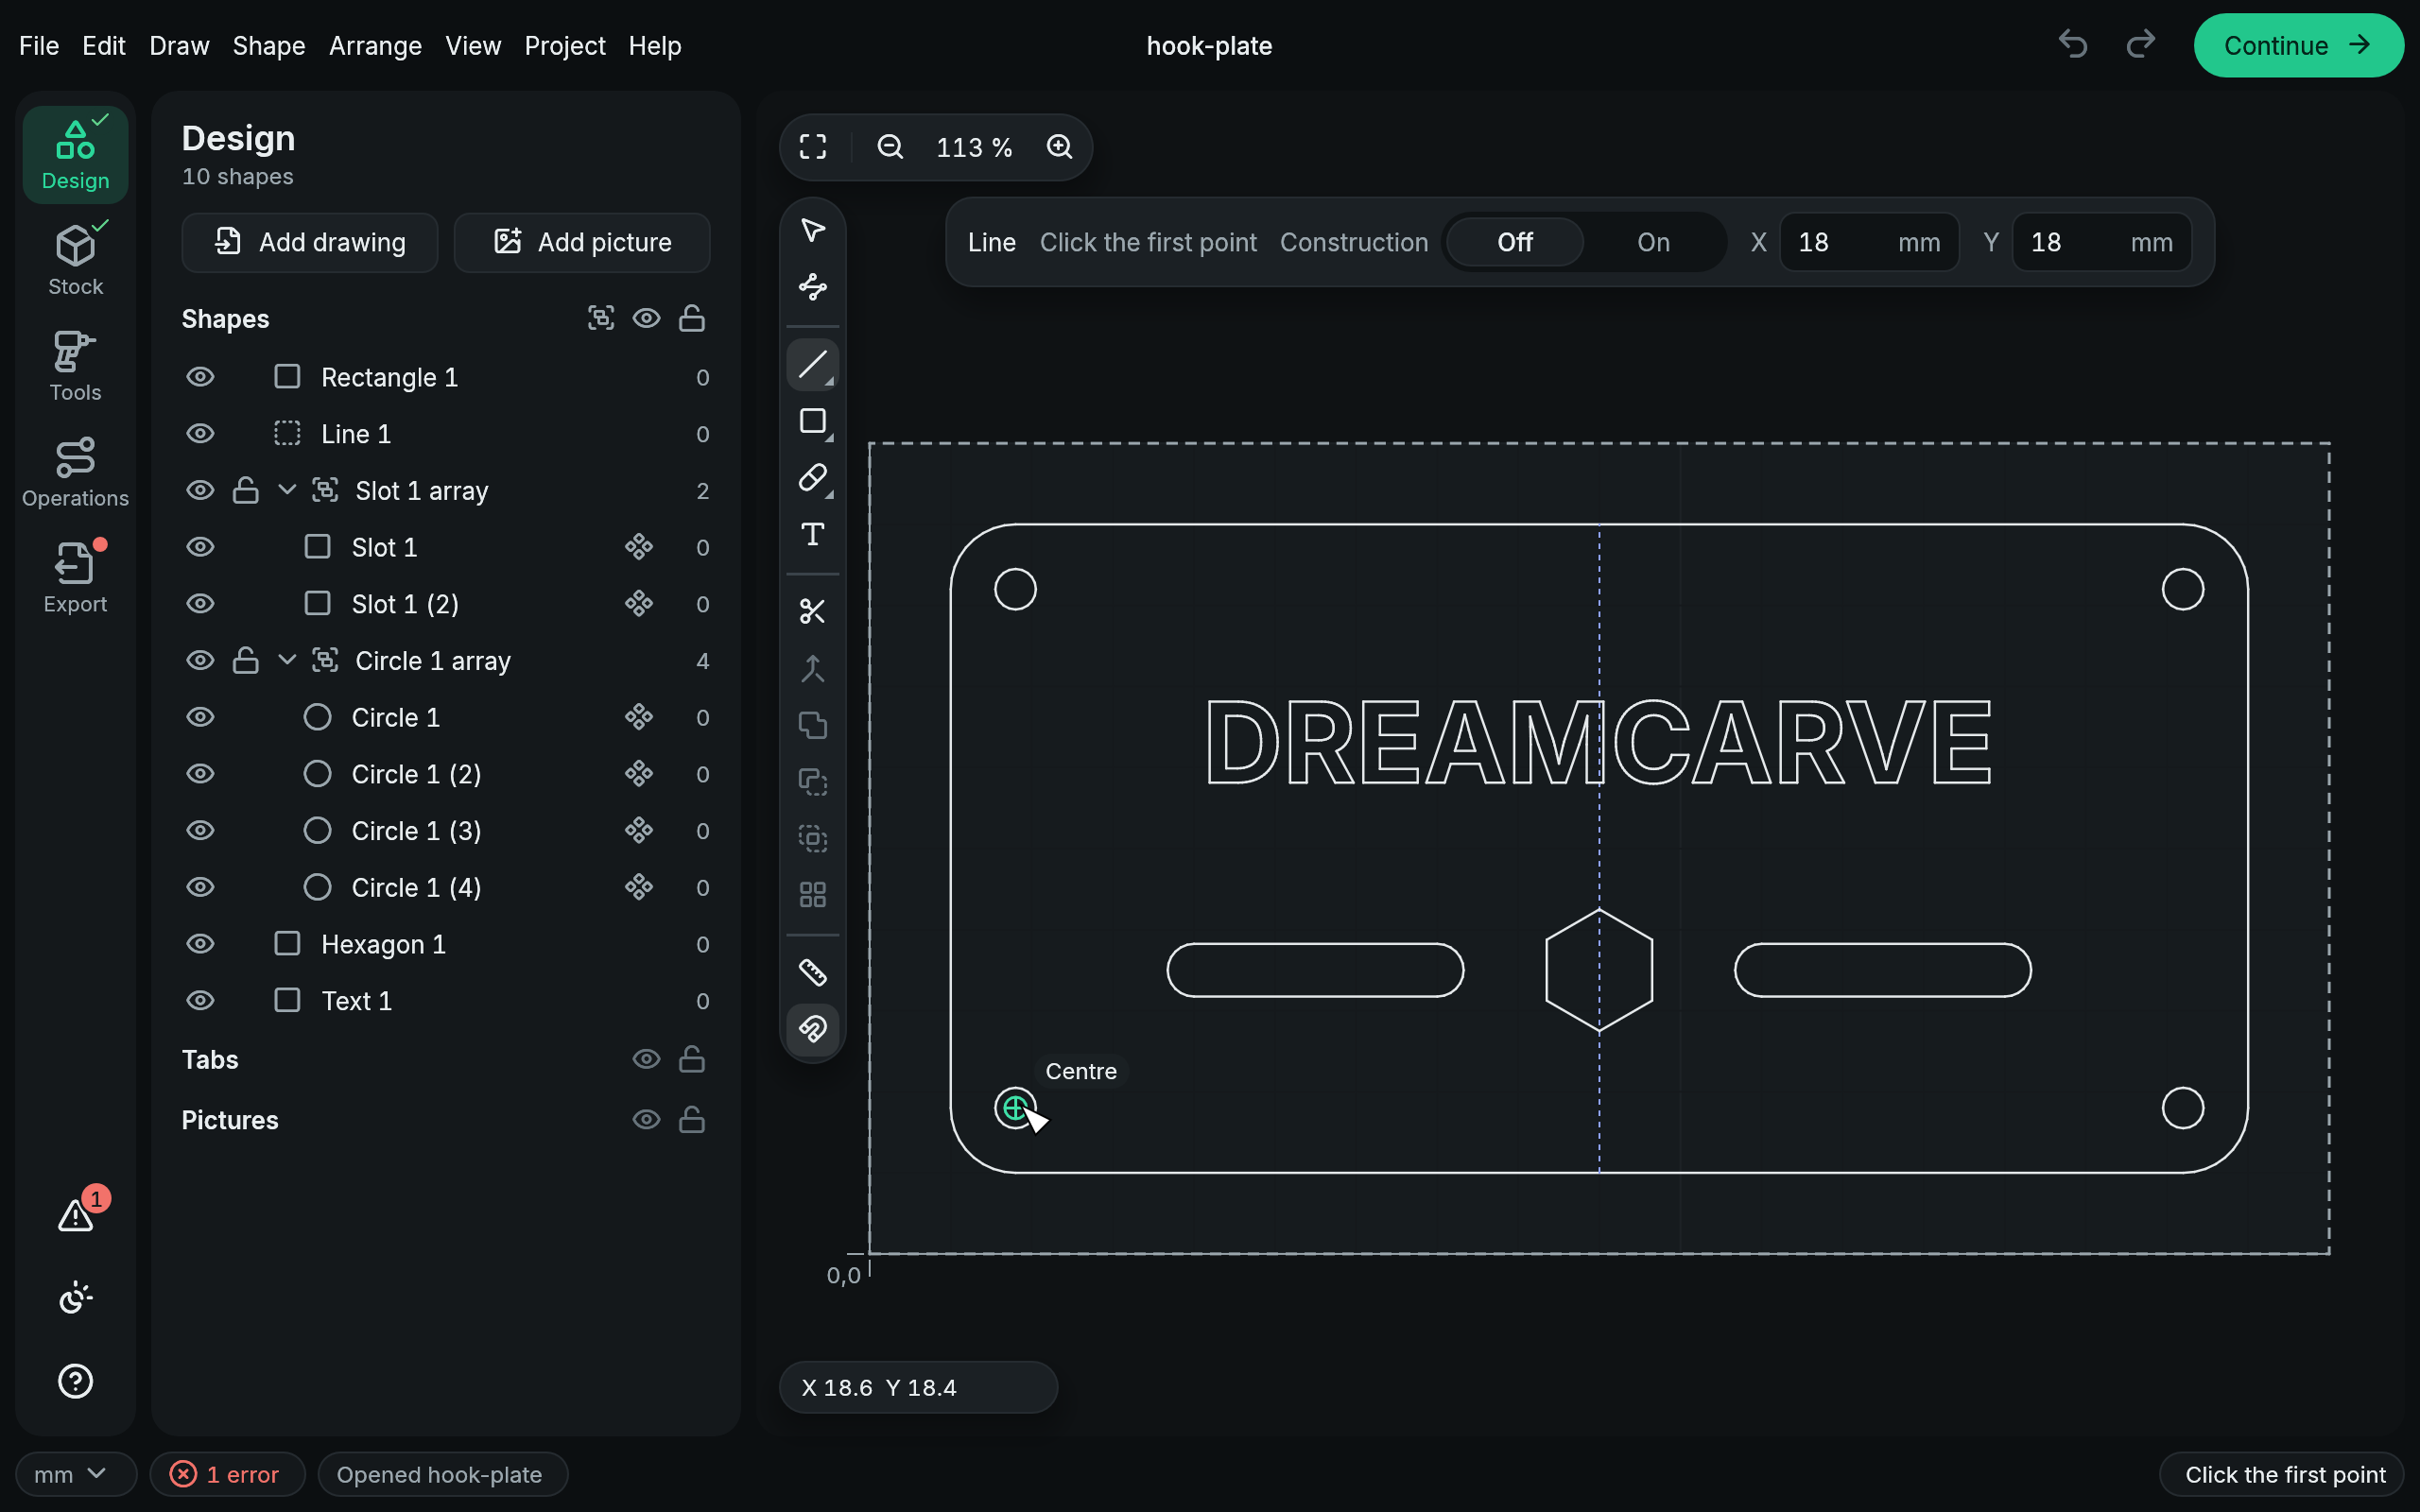 File Edit Draw Shape Arrange View Project Help
hook-plate
Continue
Design
Stock
Tools
Operations
Export
1
Design
10 shapes
Add drawing
Add picture
Shapes
Rectangle 1 0
Line 1 0
Slot 1 array 2
Slot 1 0
Slot 1 (2) 0
Circle 1 array 4
Circle 1 0
Circle 1 (2) 0
Circle 1 (3) 0
Circle 1 (4) 0
Hexagon 1 0
Text 1 0
Tabs
Pictures
113 %
Line Click the first point Construction Off On X 18 mm Y 18 mm
DREAMCARVE
Centre
0,0
X 18.6 Y 18.4
mm
1 error
Opened hook-plate
Click the first point